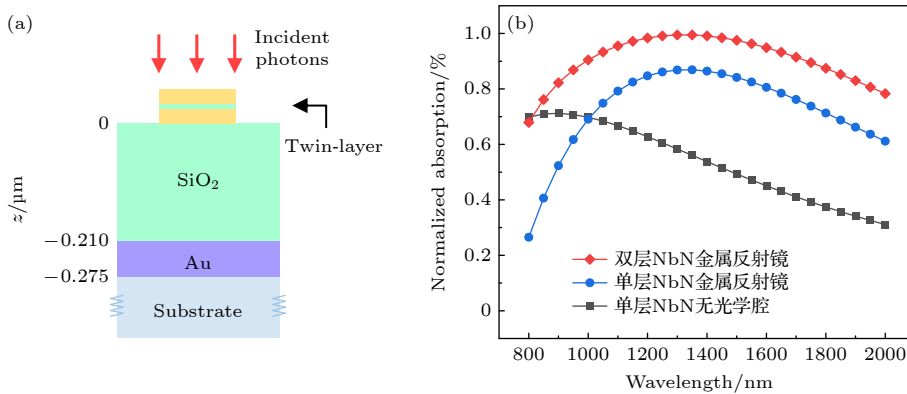 (a)
Incident
photons
0
Twin-layer
SiO₂
z/μm
−0.210
Au
−0.275
Substrate
(b)
1.0
0.8
0.6
0.4
0.2
0
Normalized absorption/%
双层NbN金属反射镜
单层NbN金属反射镜
单层NbN无光学腔
800 1000 1200 1400 1600 1800 2000
Wavelength/nm